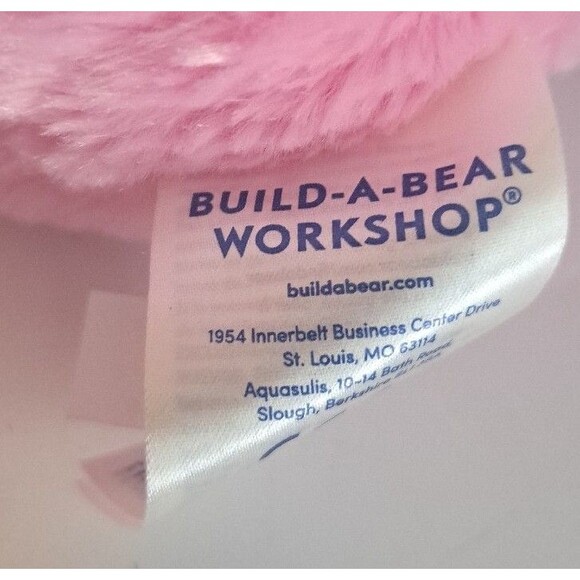 BUILD-A-BEAR
WORKSHOP®
buildabear.com
1954 Innerbelt Business Center Drive
St. Louis, MO 63114
Aquasulis, 10-14 Bath Road,
Slough, Berkshire